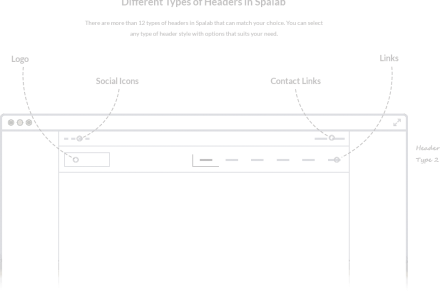 Different Types of Headers in Spalab
There are more than 12 types of headers in Spalab that can match your choice. You can select
any type of header style with options that suits your need.
Logo
Links
Social Icons
Contact Links
Header
Type 2